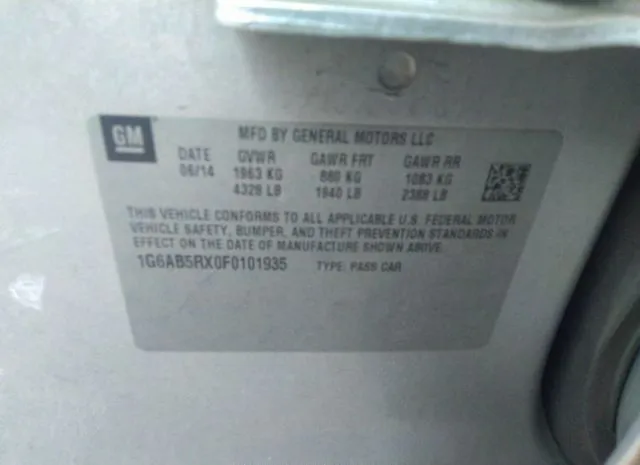 GM
MFD BY GENERAL MOTORS LLC
DATE GVWR GAWR FRT GAWR RR
06/14 1963 KG 880 KG 1083 KG
4328 LB 1940 LB 2388 LB
THIS VEHICLE CONFORMS TO ALL APPLICABLE U.S. FEDERAL MOTOR
VEHICLE SAFETY, BUMPER, AND THEFT PREVENTION STANDARDS IN
EFFECT ON THE DATE OF MANUFACTURE SHOWN ABOVE.
1G6AB5RX0F0101935 TYPE: PASS CAR